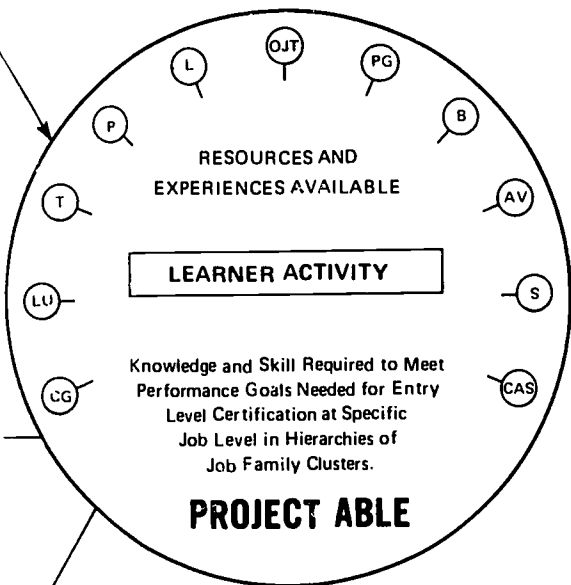 OJT
L
PG
P
B
RESOURCES AND
EXPERIENCES AVAILABLE
T
AV
LEARNER ACTIVITY
LU
S
Knowledge and Skill Required to Meet
Performance Goals Needed for Entry
Level Certification at Specific
Job Level in Hierarchies of
Job Family Clusters.
CG
CAS
PROJECT ABLE